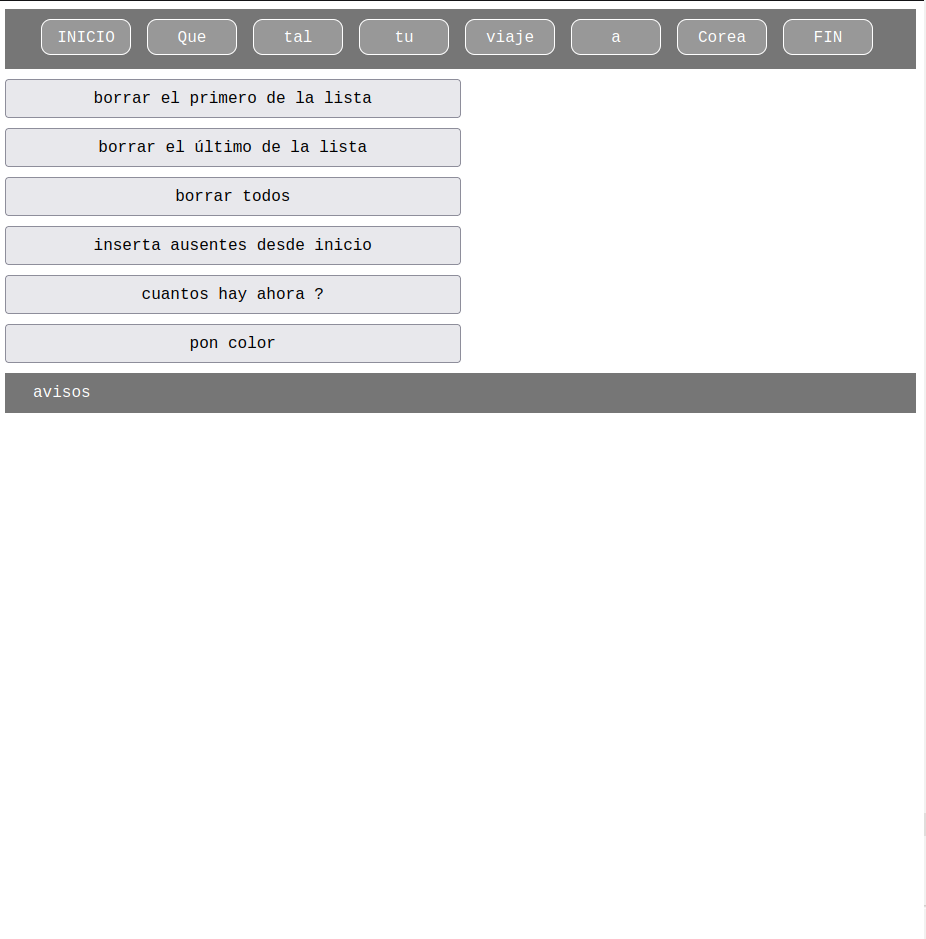 INICIO Que tal tu viaje a Corea FIN
borrar el primero de la lista
borrar el último de la lista
borrar todos
inserta ausentes desde inicio
cuantos hay ahora ?
pon color
avisos